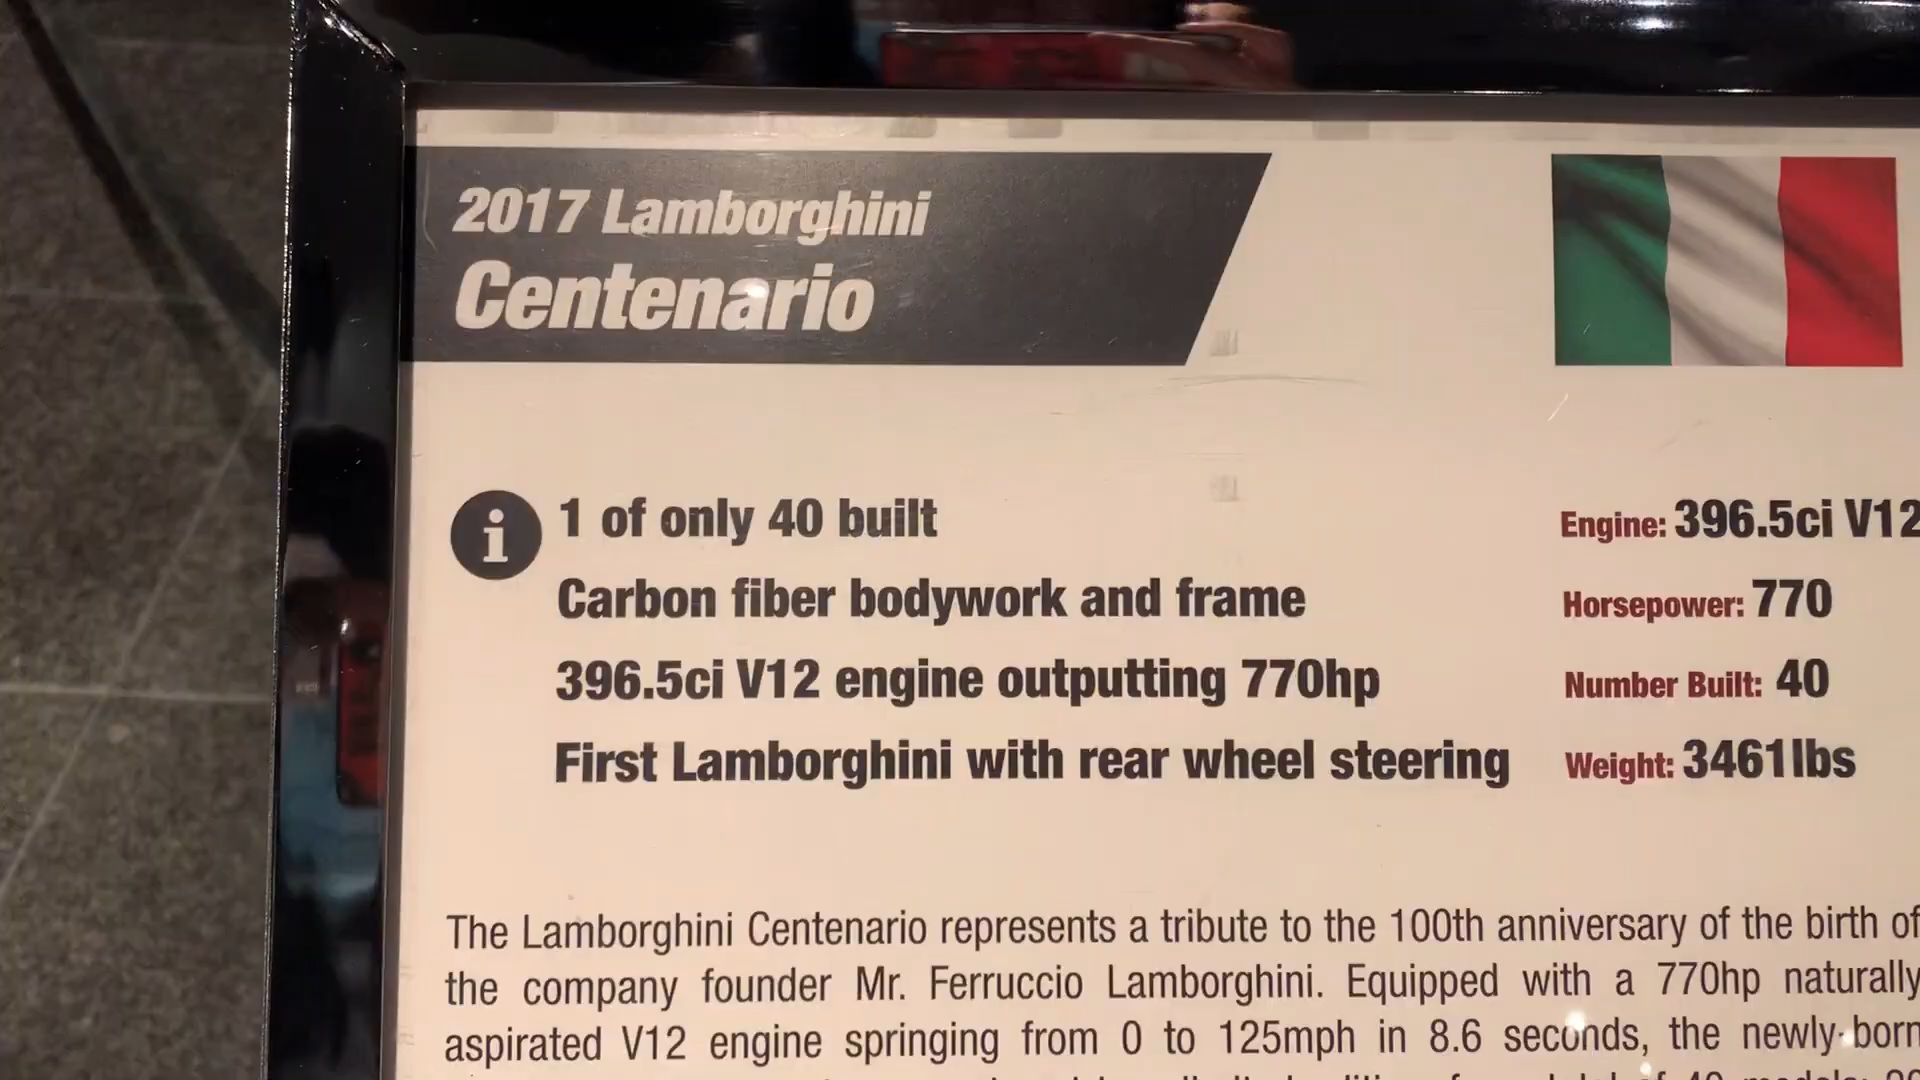 2017 Lamborghini
Centenario
i
1 of only 40 built
Carbon fiber bodywork and frame
396.5ci V12 engine outputting 770hp
First Lamborghini with rear wheel steering
Engine: 396.5ci V12
Horsepower: 770
Number Built: 40
Weight: 3461lbs
The Lamborghini Centenario represents a tribute to the 100th anniversary of the birth of
the company founder Mr. Ferruccio Lamborghini. Equipped with a 770hp naturally
aspirated V12 engine springing from 0 to 125mph in 8.6 seconds, the newly-born